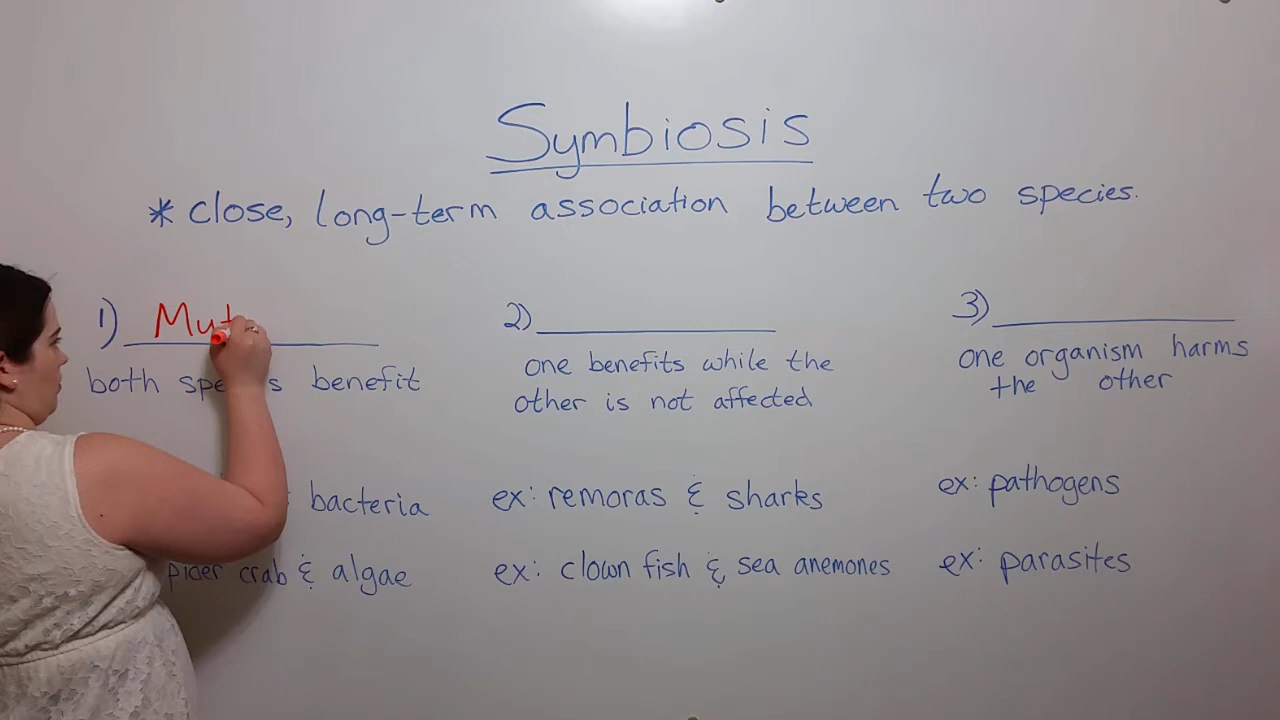 Symbiosis
* close, long-term association between two species.
1) Mut
both benefit
bacteria
crab & algae
2)
one benefits while the
other is not affected
ex: remoras & sharks
ex: clown fish & sea anemones
3)
one organism harms
the other
ex: pathogens
ex: parasites